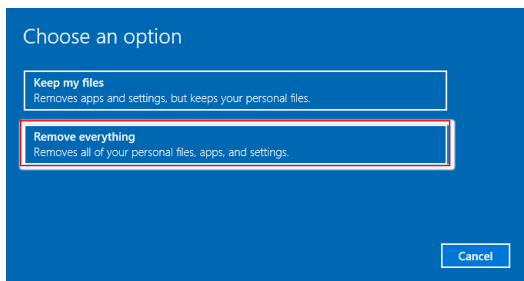 Choose an option
Keep my files
Removes apps and settings, but keeps your personal files.
Remove everything
Removes all of your personal files, apps, and settings.
Cancel